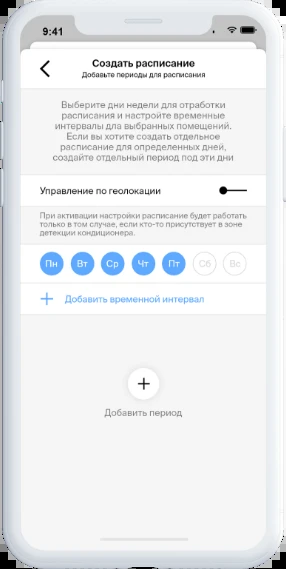 9:41
Создать расписание
Добавьте периоды для расписания
Выберите дни недели для отработки
расписания и настройте временные
интервалы для выбранных помещений.
Если вы хотите создать отдельное
расписание для определенных дней,
создайте отдельный период под эти дни
Управление по геолокации
При активации настройки расписание будет работать
только в том случае, если кто-то присутствует в зоне
детекции кондиционера.
Пн Вт Ср Чт Пт Сб Вс
Добавить временной интервал
Добавить период